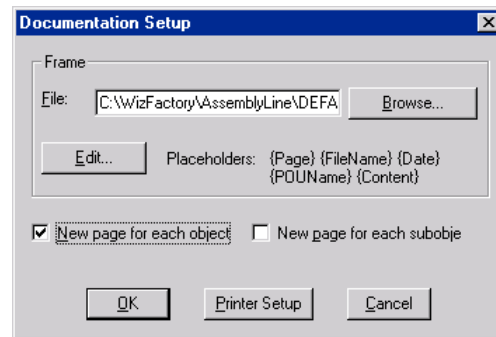 Documentation Setup
Frame
File: C:\WizFactory\AssemblyLine\DEFA Browse...
Edit... Placeholders: {Page} {FileName} {Date}
{POUName} {Content}
New page for each object New page for each subobje
OK Printer Setup Cancel